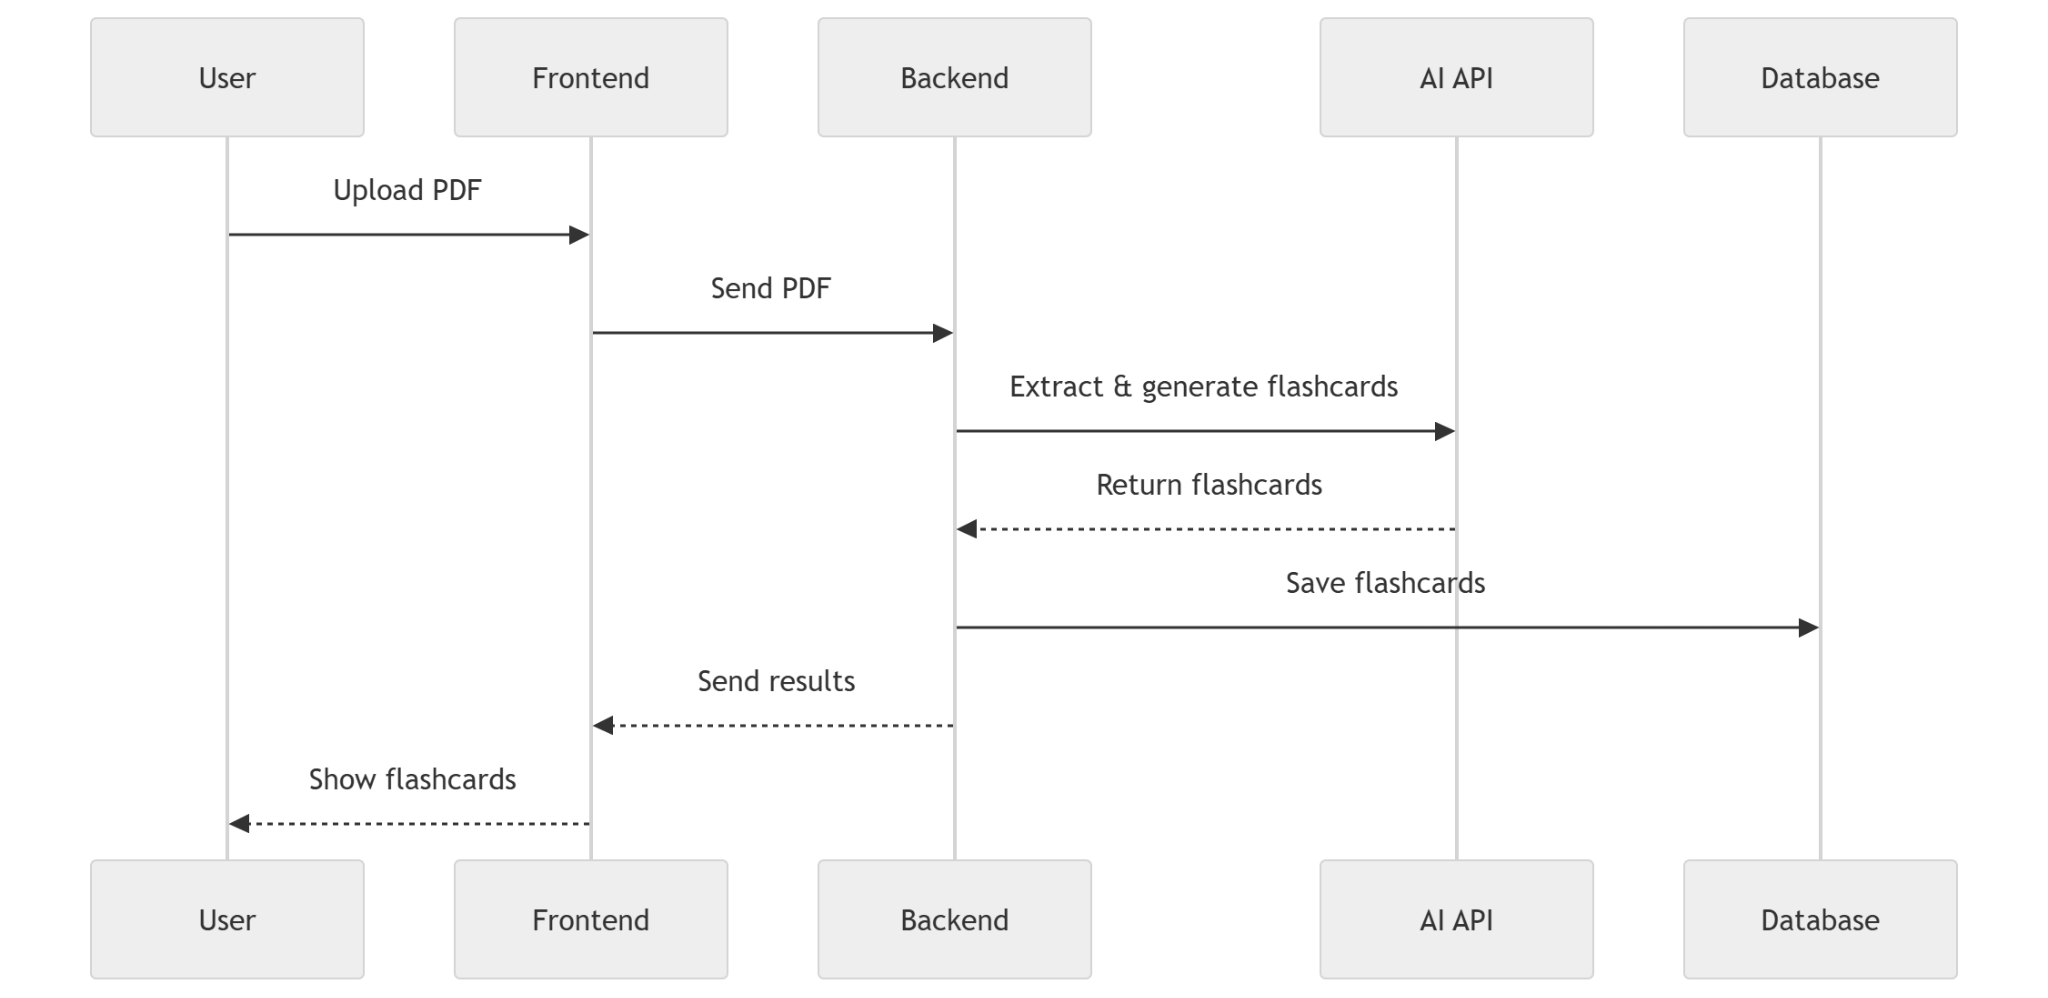 User
Frontend
Backend
AI API
Database
Upload PDF
Send PDF
Extract & generate flashcards
Return flashcards
Save flashcards
Send results
Show flashcards
User
Frontend
Backend
AI API
Database